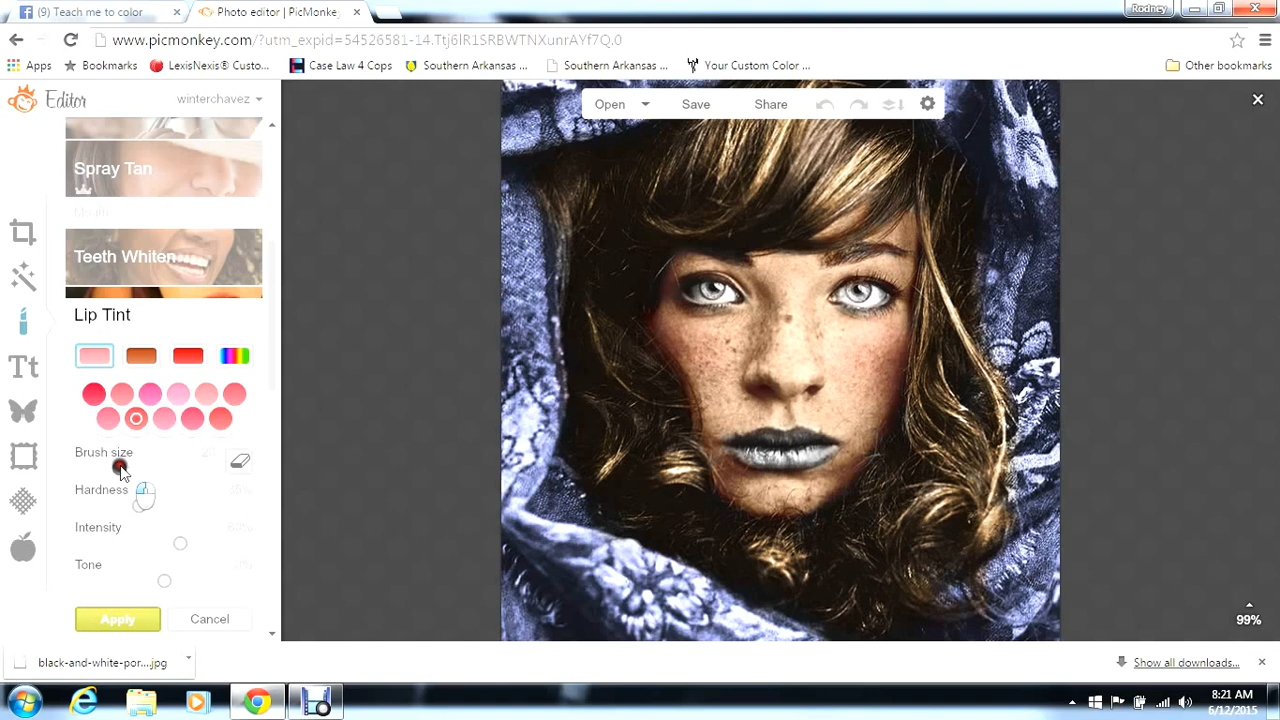 (9) Teach me to color
Photo editor | PicMonkey
Rodney
www.picmonkey.com/?utm_expid=54526581-14.Ttj6lR1SRBWTNXunrAYf7Q.0
Apps
Bookmarks
LexisNexis® Custo...
Case Law 4 Cops
Southern Arkansas ...
Southern Arkansas ...
Your Custom Color ...
Other bookmarks
Editor
winterchavez
Open
Save
Share
Spray Tan
Teeth Whiten
Lip Tint
Brush size
Hardness
Intensity
Tone
Apply
Cancel
99%
black-and-white-por....jpg
Show all downloads...
8:21 AM
6/12/2015